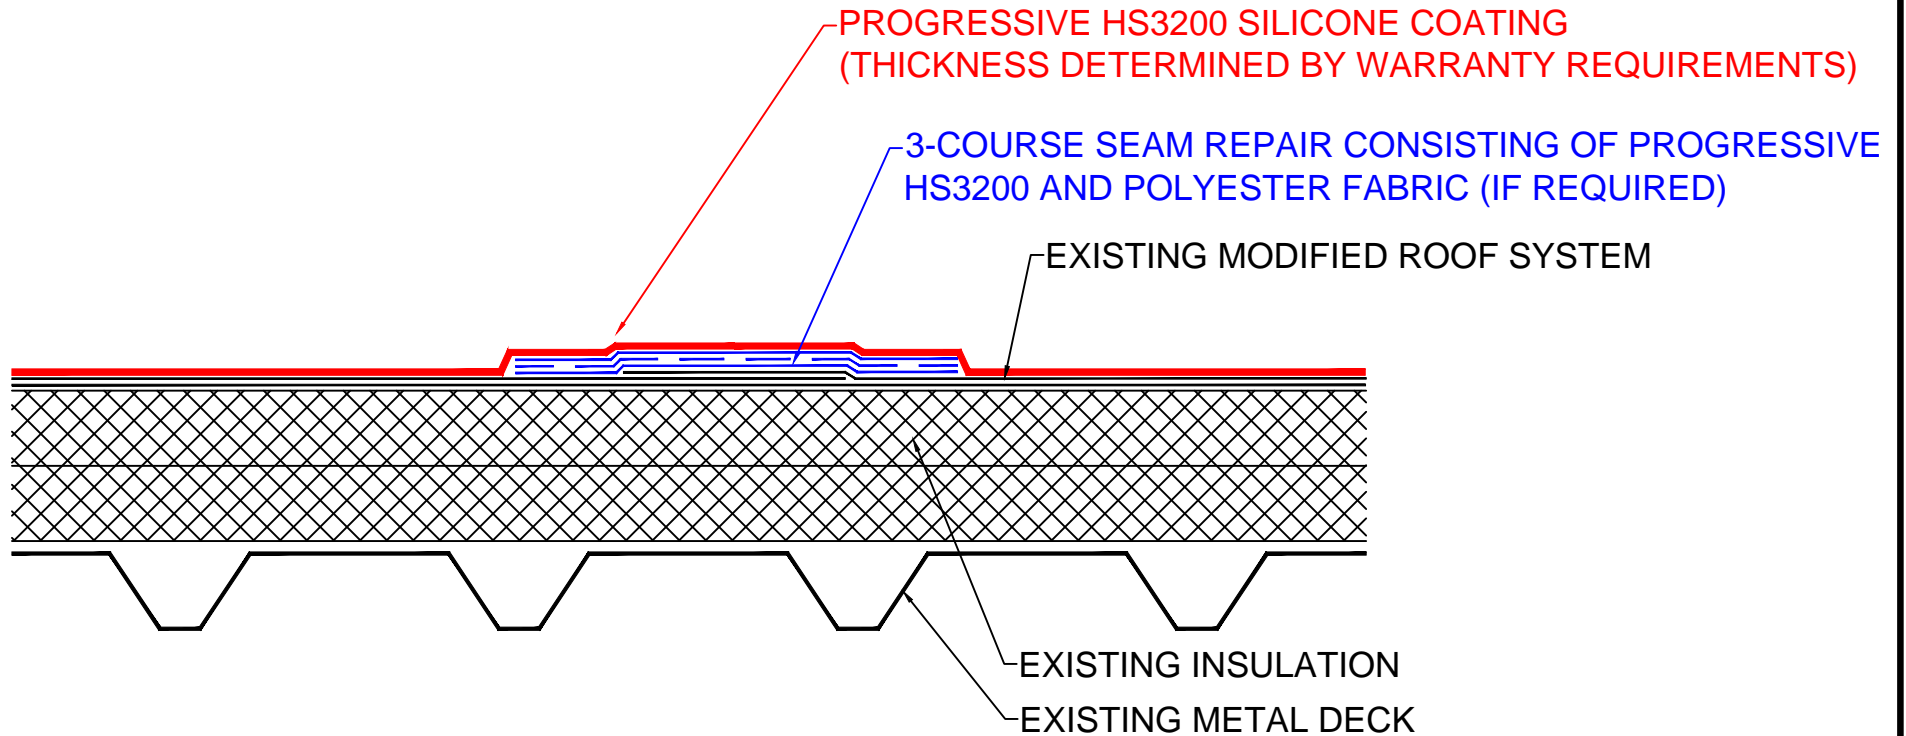 PROGRESSIVE HS3200 SILICONE COATING
(THICKNESS DETERMINED BY WARRANTY REQUIREMENTS)
3-COURSE SEAM REPAIR CONSISTING OF PROGRESSIVE
HS3200 AND POLYESTER FABRIC (IF REQUIRED)
EXISTING MODIFIED ROOF SYSTEM
EXISTING INSULATION
EXISTING METAL DECK